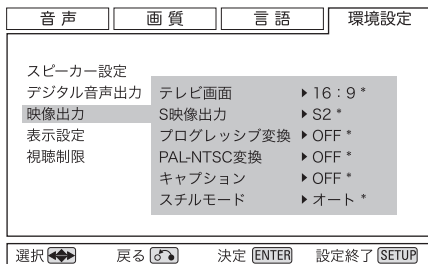 音声 画質 言語 環境設定
スピーカー設定
デジタル音声出力 テレビ画面 ▶ 16:9 *
映像出力 S映像出力 ▶ S2 *
表示設定 プログレッシブ変換 ▶ OFF *
視聴制限 PAL-NTSC変換 ▶ OFF *
キャプション ▶ OFF *
スチルモード ▶ オート *
選択 戻る 決定 ENTER 設定終了 SETUP